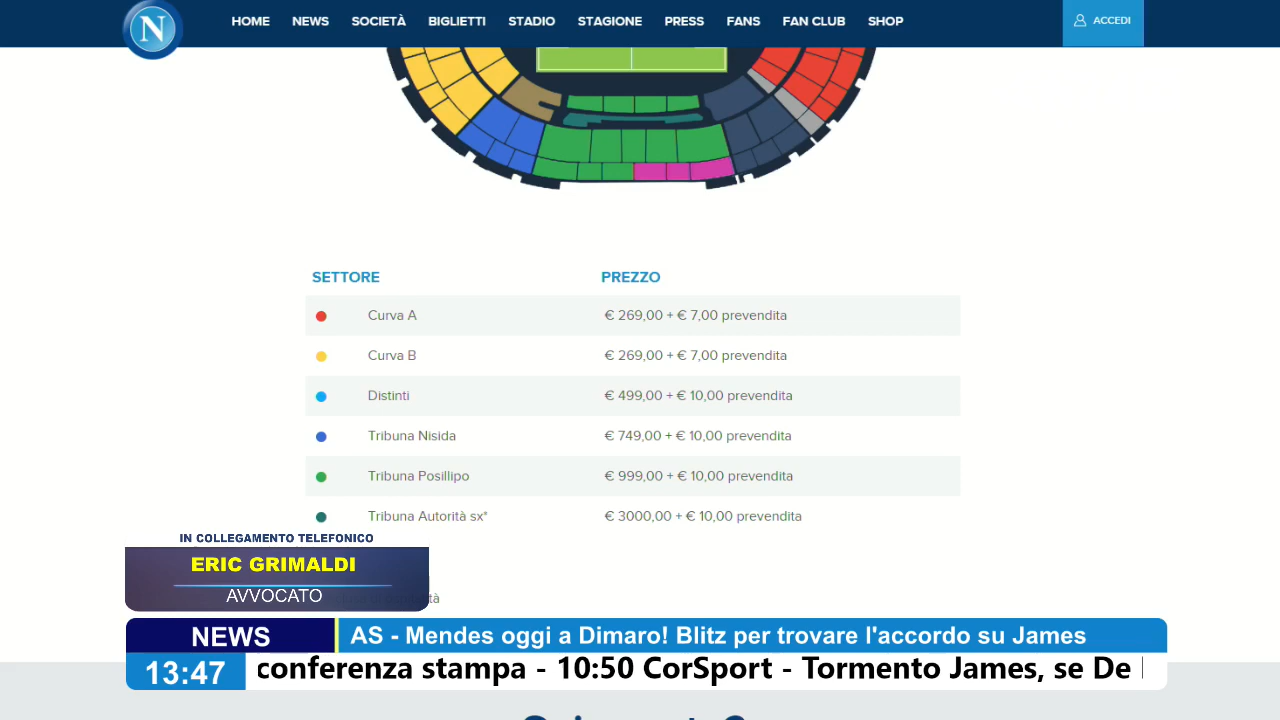 N
HOME NEWS SOCIETÀ BIGLIETTI STADIO STAGIONE PRESS FANS FAN CLUB SHOP ACCEDI
SETTORE PREZZO
Curva A € 269,00 + € 7,00 prevendita
Curva B € 269,00 + € 7,00 prevendita
Distinti € 499,00 + € 10,00 prevendita
Tribuna Nisida € 749,00 + € 10,00 prevendita
Tribuna Posillipo € 999,00 + € 10,00 prevendita
Tribuna Autorità sx* € 3000,00 + € 10,00 prevendita
IN COLLEGAMENTO TELEFONICO
ERIC GRIMALDI
AVVOCATO
NEWS AS - Mendes oggi a Dimaro! Blitz per trovare l'accordo su James
13:47 conferenza stampa - 10:50 CorSport - Tormento James, se De